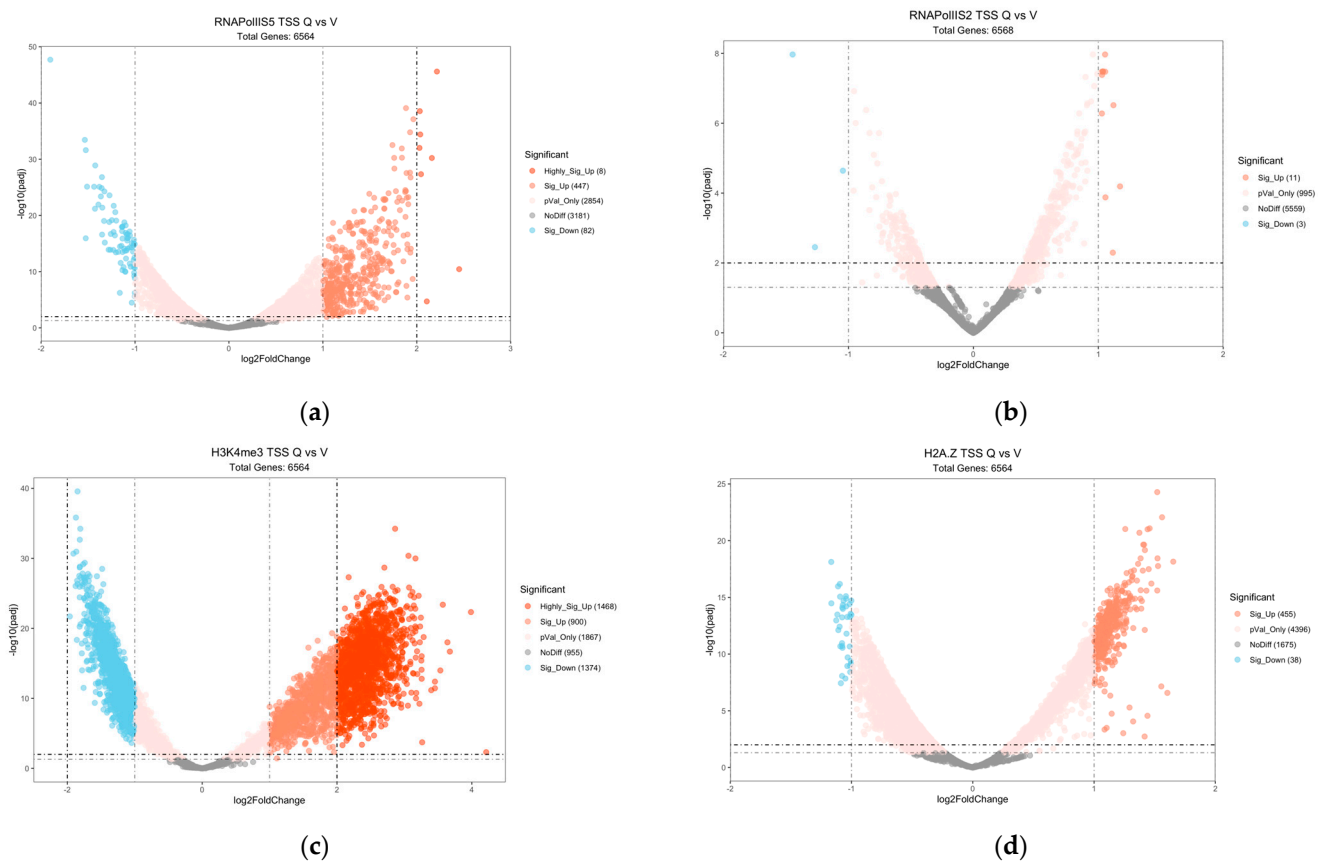 RNAPolIIS5 TSS Q vs V
Total Genes: 6564
50
40
30
20
10
0
-log10(padj)
-2
-1
0
1
2
3
log2FoldChange
Significant
Highly_Sig_Up (8)
Sig_Up (447)
pVal_Only (2854)
NoDiff (3181)
Sig_Down (82)
(a)
RNAPolIIS2 TSS Q vs V
Total Genes: 6568
8
6
4
2
0
-log10(padj)
-2
-1
0
1
2
log2FoldChange
Significant
Sig_Up (11)
pVal_Only (995)
NoDiff (5559)
Sig_Down (3)
(b)
H3K4me3 TSS Q vs V
Total Genes: 6564
40
30
20
10
0
-log10(padj)
-2
0
2
4
log2FoldChange
Significant
Highly_Sig_Up (1468)
Sig_Up (900)
pVal_Only (1867)
NoDiff (955)
Sig_Down (1374)
(c)
H2A.Z TSS Q vs V
Total Genes: 6564
25
20
15
10
5
0
-log10(padj)
-2
-1
0
1
2
log2FoldChange
Significant
Sig_Up (455)
pVal_Only (4396)
NoDiff (1675)
Sig_Down (38)
(d)